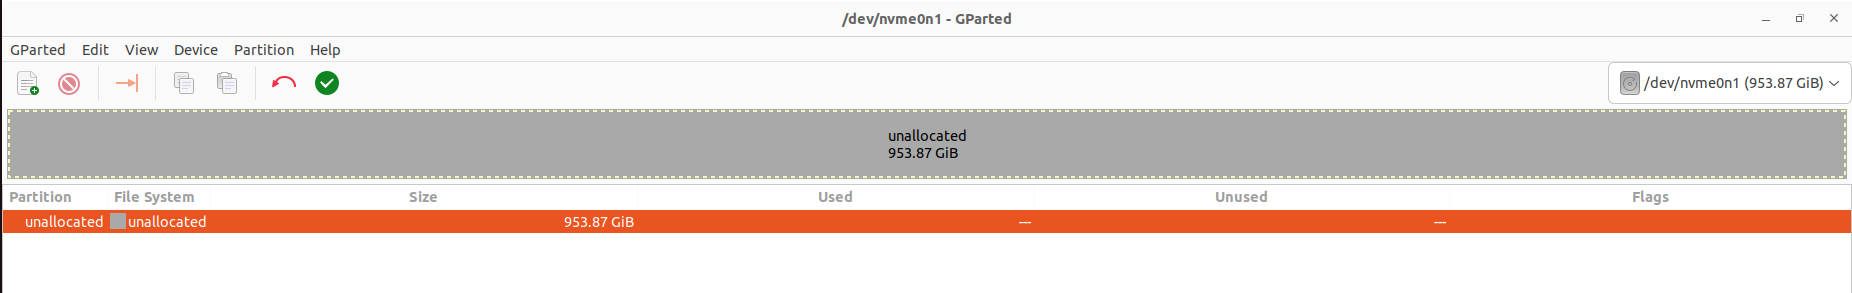 /dev/nvme0n1 - GParted
GParted Edit View Device Partition Help
/dev/nvme0n1 (953.87 GiB)
unallocated
953.87 GiB
Partition File System Size Used Unused Flags
unallocated unallocated 953.87 GiB --- ---